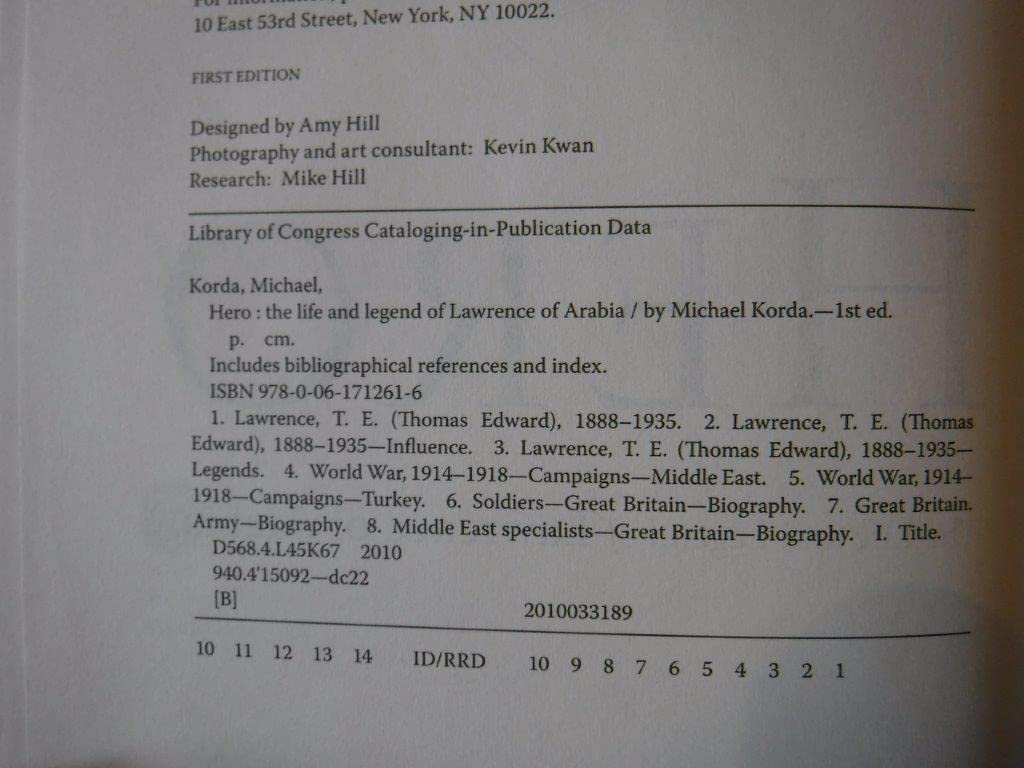 For information, p
10 East 53rd Street, New York, NY 10022.
FIRST EDITION
Designed by Amy Hill
Photography and art consultant: Kevin Kwan
Research: Mike Hill
Library of Congress Cataloging-in-Publication Data
Korda, Michael,
Hero : the life and legend of Lawrence of Arabia / by Michael Korda.—1st ed.
p. cm.
Includes bibliographical references and index.
ISBN 978-0-06-171261-6
1. Lawrence, T. E. (Thomas Edward), 1888–1935. 2. Lawrence, T. E. (Thomas
Edward), 1888–1935—Influence. 3. Lawrence, T. E. (Thomas Edward), 1888–1935—
Legends. 4. World War, 1914–1918—Campaigns—Middle East. 5. World War, 1914–
1918—Campaigns—Turkey. 6. Soldiers—Great Britain—Biography. 7. Great Britain.
Army—Biography. 8. Middle East specialists—Great Britain—Biography. I. Title.
D568.4.L45K67 2010
940.4'15092—dc22
[B]
2010033189
10 11 12 13 14 ID/RRD 10 9 8 7 6 5 4 3 2 1